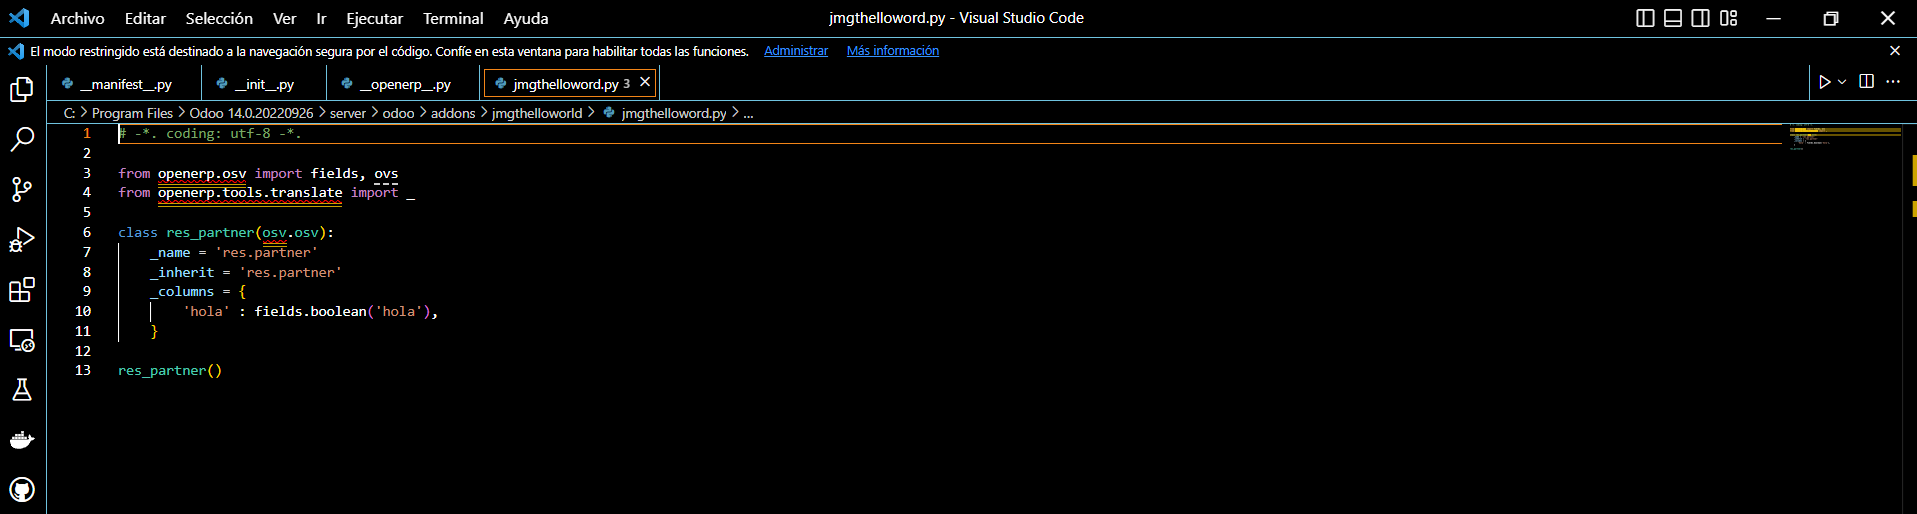 Archivo Editar Selección Ver Ir Ejecutar Terminal Ayuda jmgthelloword.py - Visual Studio Code
El modo restringido está destinado a la navegación segura por el código. Confíe en esta ventana para habilitar todas las funciones. Administrar Más información
__manifest__.py __init__.py __openerp__.py jmgthelloword.py 3
C: > Program Files > Odoo 14.0.20220926 > server > odoo > addons > jmgthelloworld > jmgthelloword.py > ...
1 # -*. coding: utf-8 -*.
2
3 from openerp.osv import fields, ovs
4 from openerp.tools.translate import _
5
6 class res_partner(osv.osv):
7 _name = 'res.partner'
8 _inherit = 'res.partner'
9 _columns = {
10 'hola' : fields.boolean('hola'),
11 }
12
13 res_partner()